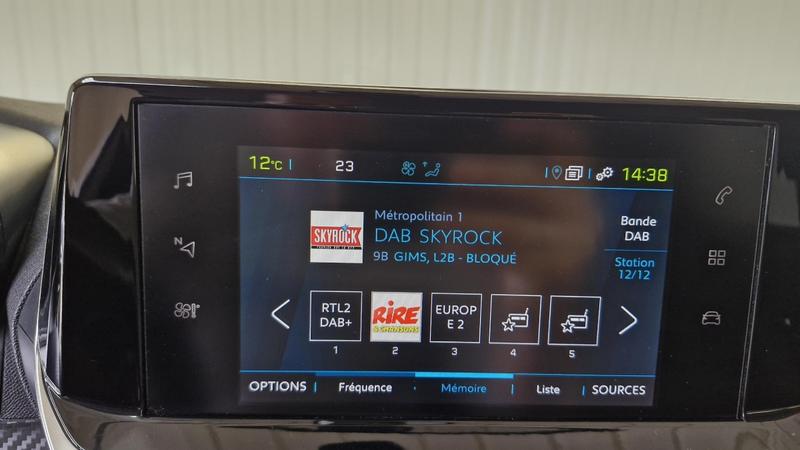 12°C
23
14:38
N
Métropolitain 1
DAB SKYROCK
9B GIMS, L2B - BLOQUÉ
SKYROCK
Bande
DAB
Station
12/12
RTL2
DAB+
RIRE
& CHANSONS
EUROP
E 2
1
2
3
4
5
OPTIONS
Fréquence
Mémoire
Liste
SOURCES